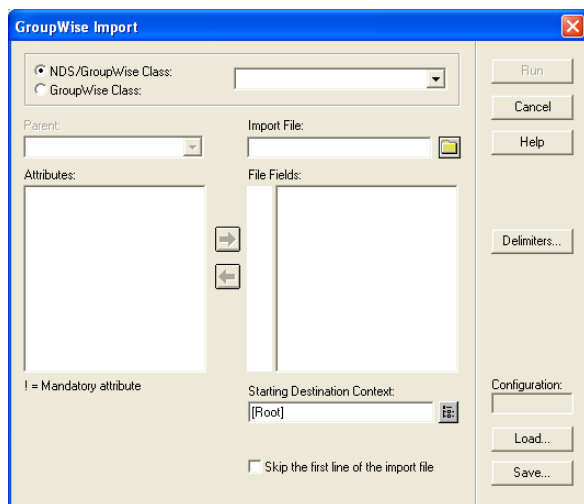 GroupWise Import
NDS/GroupWise Class:
GroupWise Class:
Run
Cancel
Help
Parent:
Import File:
Attributes:
File Fields:
Delimiters...
! = Mandatory attribute
Starting Destination Context:
[Root]
Configuration:
Load...
Skip the first line of the import file
Save...